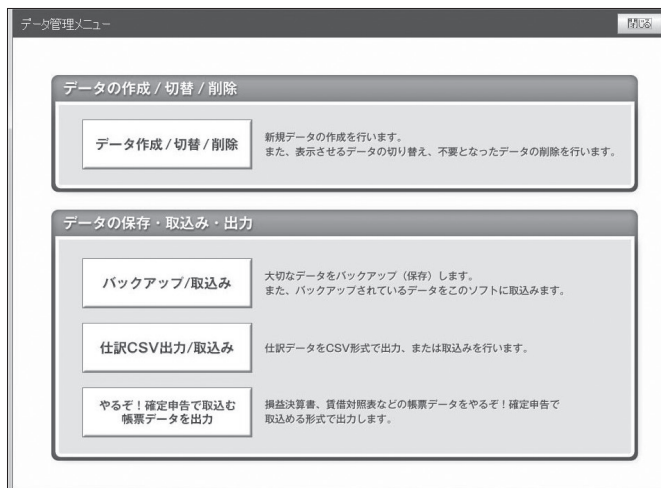 データ管理メニュー
閉じる
データの作成 / 切替 / 削除
データ作成 / 切替 / 削除
新規データの作成を行います。
また、表示させるデータの切り替え、不要となったデータの削除を行います。
データの保存・取込み・出力
バックアップ/取込み
大切なデータをバックアップ（保存）します。
また、バックアップされているデータをこのソフトに取込みます。
仕訳CSV出力/取込み
仕訳データをCSV形式で出力、または取込みを行います。
やるぞ！確定申告で取込む
帳票データを出力
損益決算書、賃借対照表などの帳票データをやるぞ！確定申告で
取込める形式で出力します。